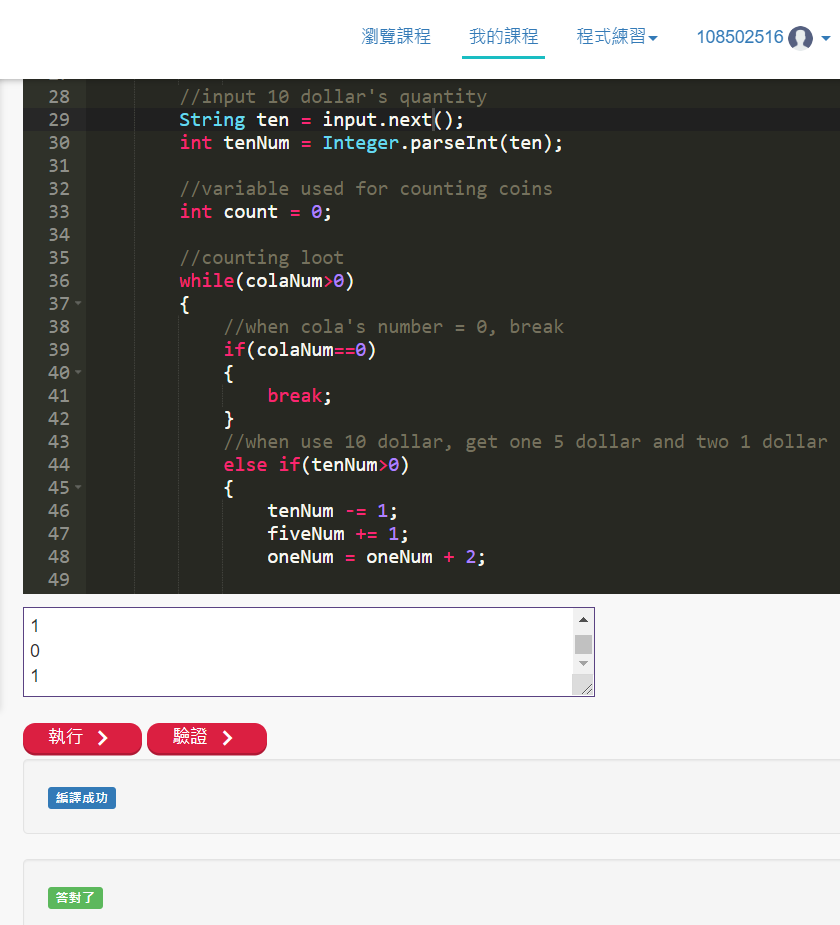 瀏覽課程 我的課程 程式練習 108502516
28 //input 10 dollar's quantity
29 String ten = input.next();
30 int tenNum = Integer.parseInt(ten);
31
32 //variable used for counting coins
33 int count = 0;
34
35 //counting loot
36 while(colaNum>0)
37 {
38 //when cola's number = 0, break
39 if(colaNum==0)
40 {
41 break;
42 }
43 //when use 10 dollar, get one 5 dollar and two 1 dollar
44 else if(tenNum>0)
45 {
46 tenNum -= 1;
47 fiveNum += 1;
48 oneNum = oneNum + 2;
49
1
0
1
執行 驗證
編譯成功
答對了